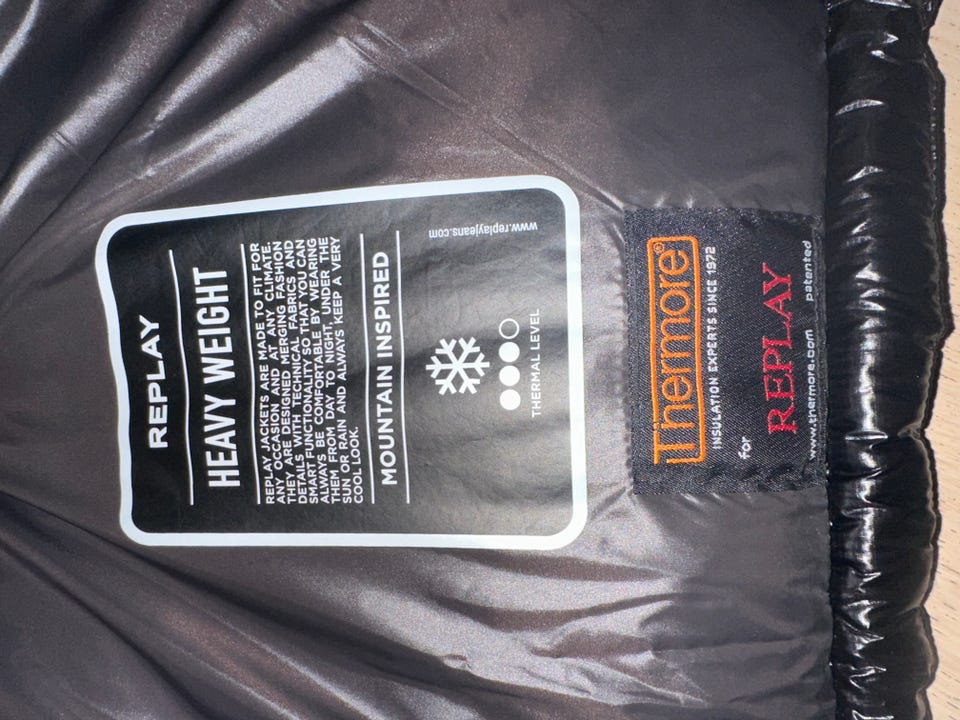 REPLAY
HEAVY WEIGHT
REPLAY JACKETS ARE MADE TO FIT FOR
ANY OCCASION AND AT ANY CLIMATE.
THEY ARE DESIGNED MERGING FASHION
DETAILS WITH TECHNICAL FABRICS AND
SMART FUNCTIONALITY SO THAT YOU CAN
ALWAYS BE COMFORTABLE BY WEARING
THEM FROM DAY TO NIGHT, UNDER THE
SUN OR RAIN AND ALWAYS KEEP A VERY
COOL LOOK.
MOUNTAIN INSPIRED
THERMAL LEVEL
www.replayjeans.com
Thermore®
INSULATION EXPERTS SINCE 1972
for
REPLAY
www.thermore.com patented